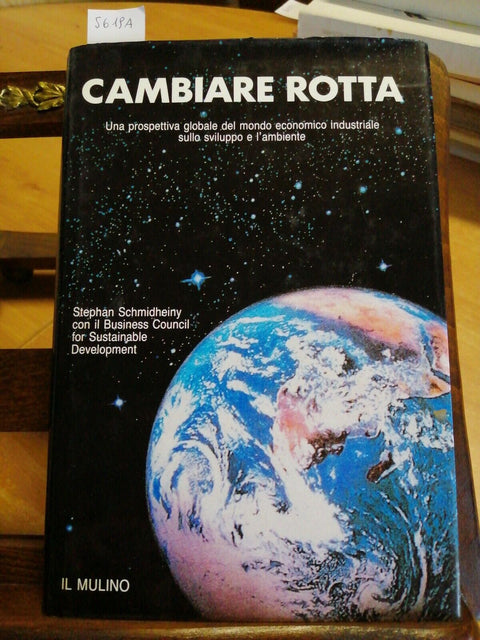 S619A
CAMBIARE ROTTA
Una prospettiva globale del mondo economico industriale
sullo sviluppo e l'ambiente
Stephan Schmidheiny
con il Business Council
for Sustainable
Development
IL MULINO